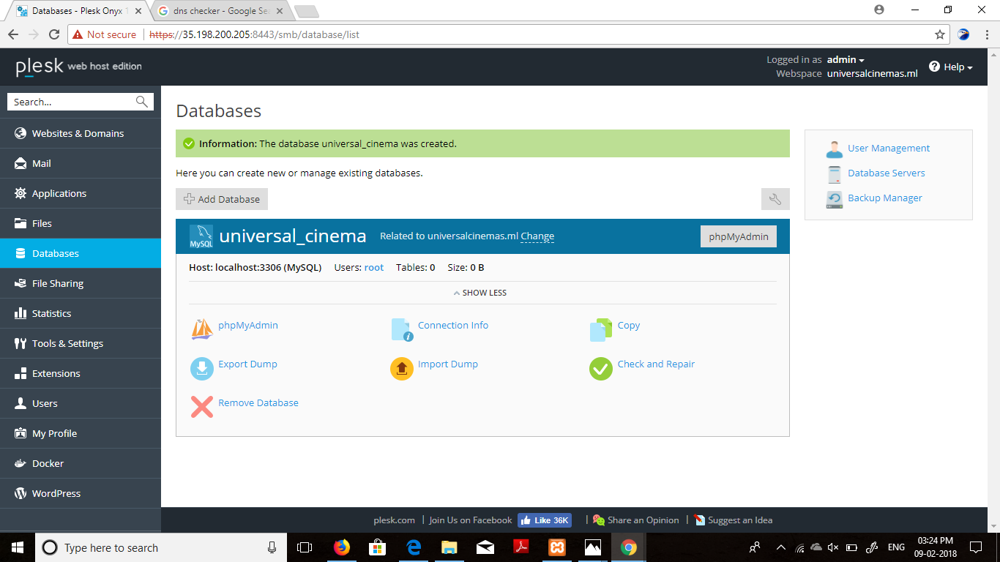 Databases - Plesk Onyx 1
dns checker - Google Sea
Not secure
https://35.198.200.205:8443/smb/database/list
plesk web host edition
Logged in as admin
Webspace universalcinemas.ml
Help
Search...
Websites & Domains
Mail
Applications
Files
Databases
File Sharing
Statistics
Tools & Settings
Extensions
Users
My Profile
Docker
WordPress
Databases
Information: The database universal_cinema was created.
Here you can create new or manage existing databases.
Add Database
MySQL
universal_cinema
Related to universalcinemas.ml Change
phpMyAdmin
Host: localhost:3306 (MySQL) Users: root Tables: 0 Size: 0 B
SHOW LESS
phpMyAdmin
Connection Info
Copy
Export Dump
Import Dump
Check and Repair
Remove Database
User Management
Database Servers
Backup Manager
plesk.com | Join Us on Facebook
Like 36K
| Share an Opinion | Suggest an Idea
Type here to search
ENG
03:24 PM
09-02-2018